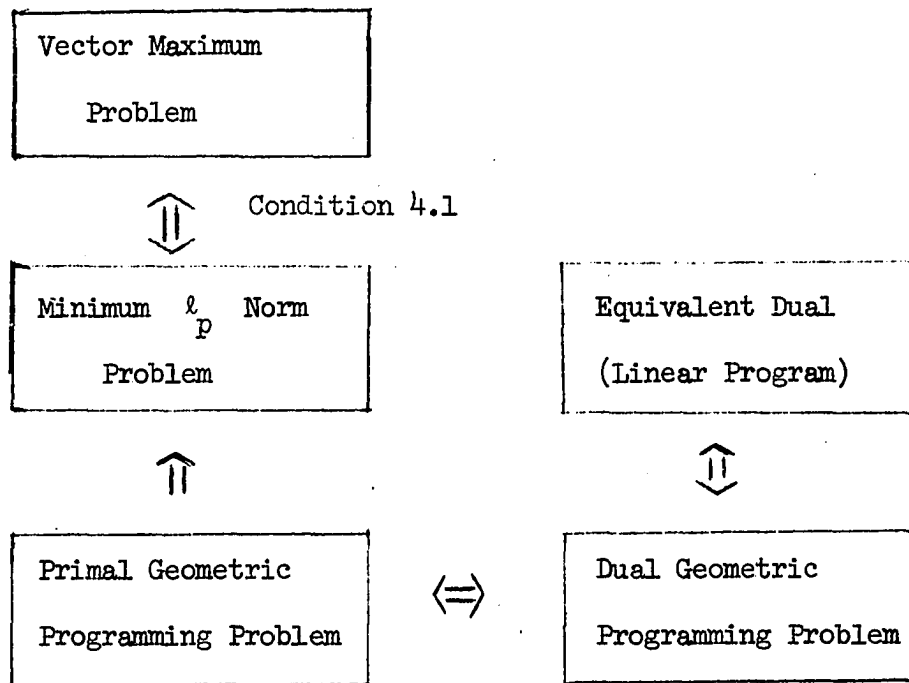 Vector Maximum
Problem
Condition 4.1
Minimum ℓp Norm
Problem
Equivalent Dual
(Linear Program)
Primal Geometric
Programming Problem
Dual Geometric
Programming Problem